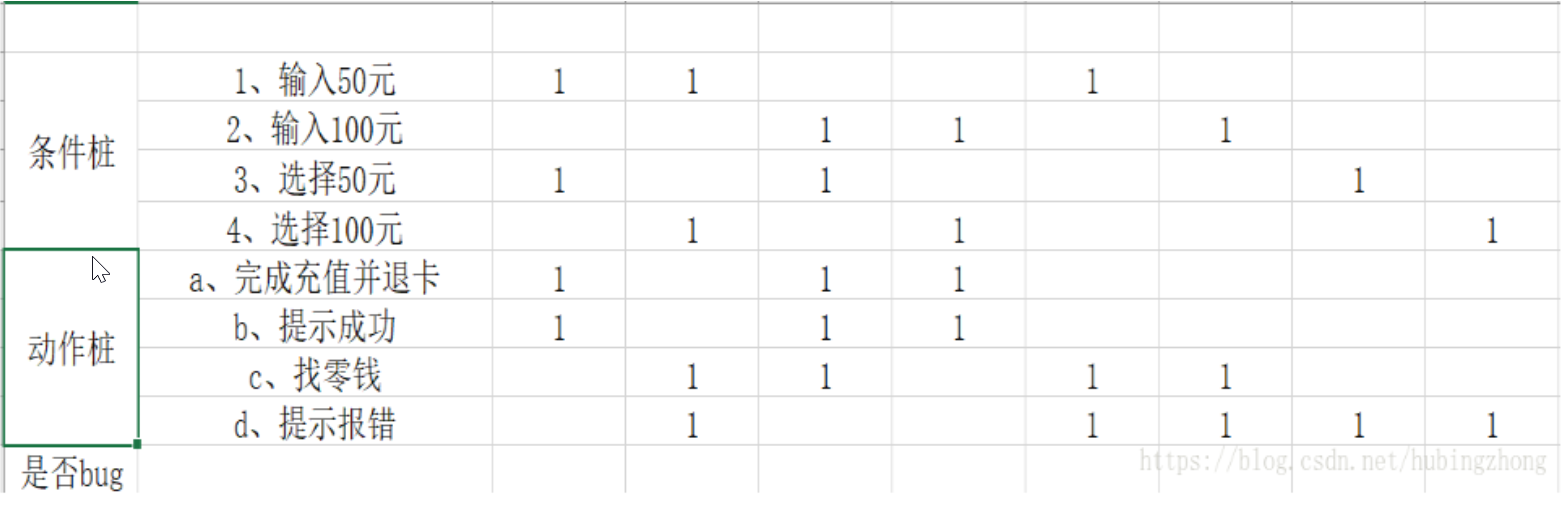 1、输入50元 1 1 1
2、输入100元 1 1 1
条件桩
3、选择50元 1 1 1
4、选择100元 1 1 1
a、完成充值并退卡 1 1 1
b、提示成功 1 1 1
动作桩
c、找零钱 1 1 1 1
d、提示报错 1 1 1 1 1
https://blog.csdn.net/hubingzhong
是否bug